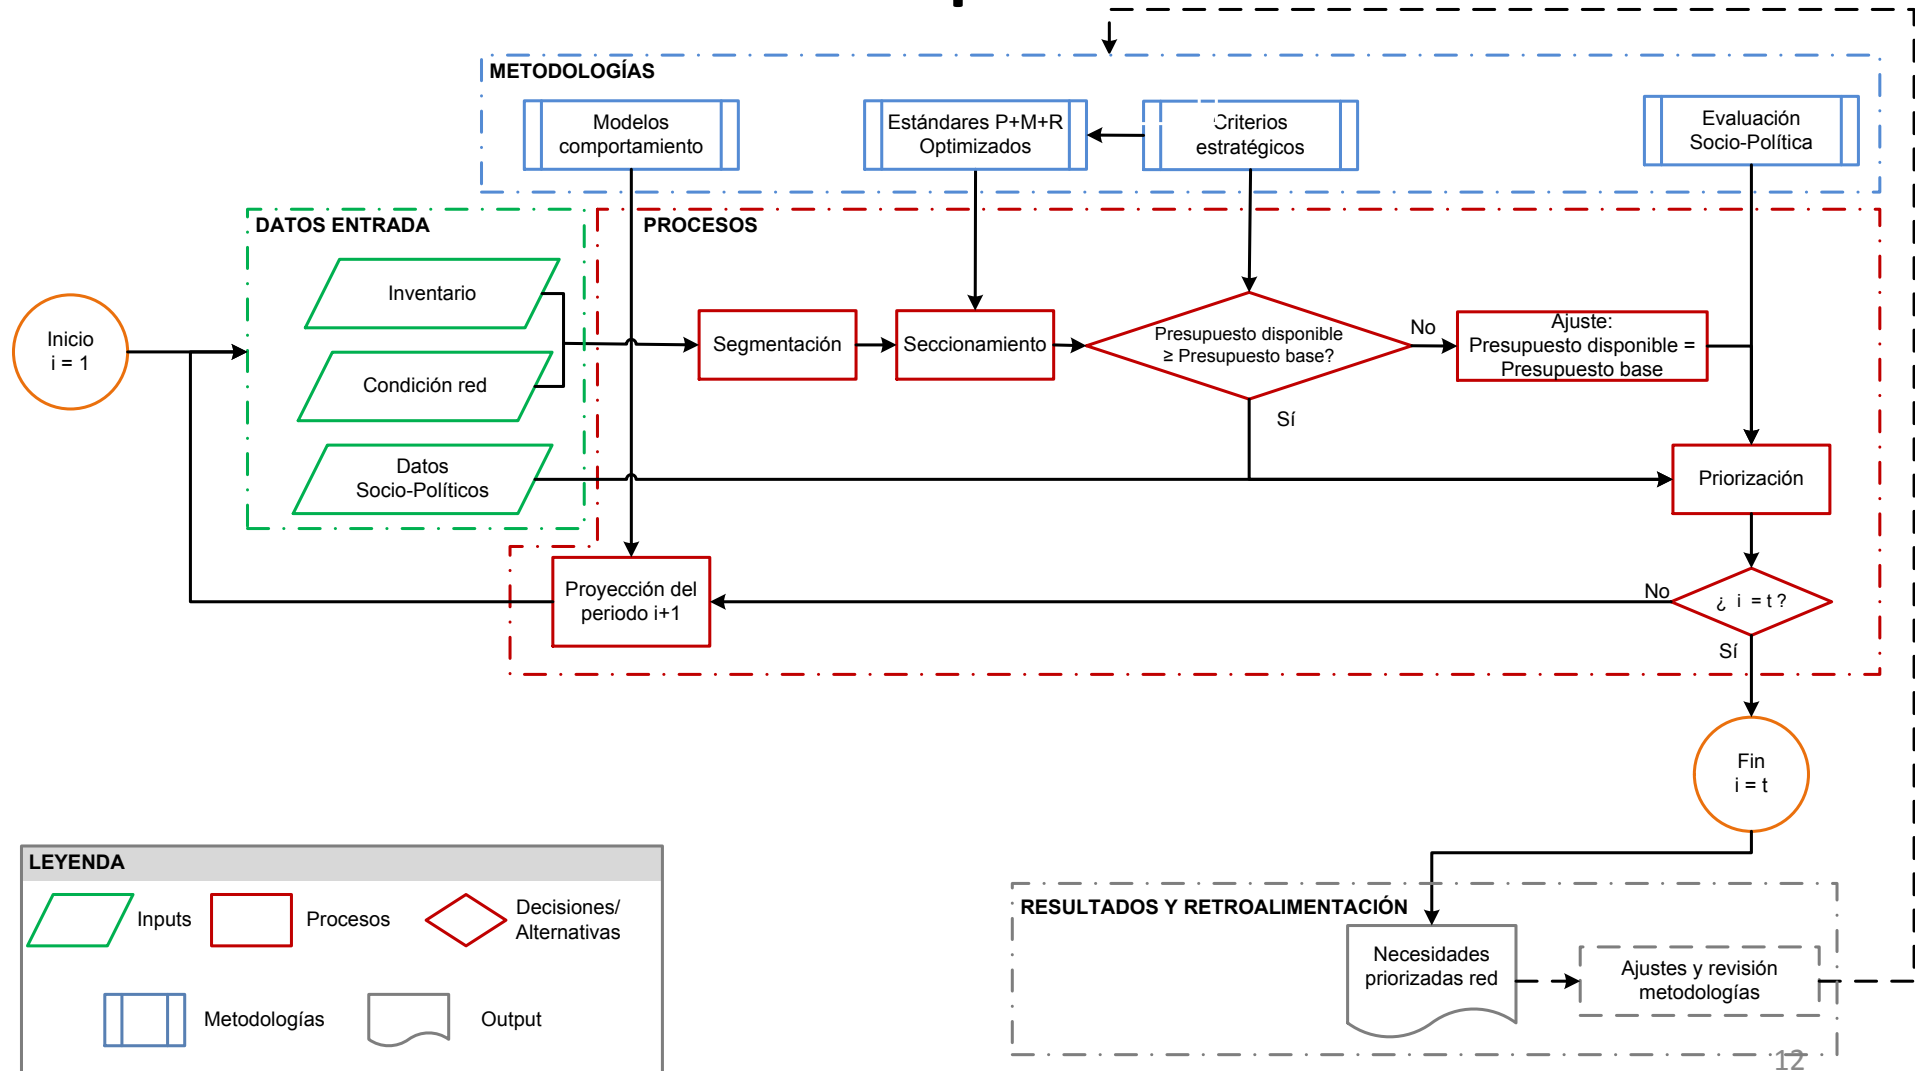 METODOLOGÍAS
Modelos
comportamiento
Estándares P+M+R
Optimizados
Criterios
estratégicos
Evaluación
Socio-Política
DATOS ENTRADA
PROCESOS
Inventario
Condición red
Datos
Socio-Políticos
Inicio
i = 1
Segmentación
Seccionamiento
Presupuesto disponible
≥ Presupuesto base?
No
Sí
Ajuste:
Presupuesto disponible =
Presupuesto base
Priorización
Proyección del
periodo i+1
No
¿ i = t ?
Sí
Fin
i = t
LEYENDA
Inputs
Procesos
Decisiones/
Alternativas
Metodologías
Output
RESULTADOS Y RETROALIMENTACIÓN
Necesidades
priorizadas red
Ajustes y revisión
metodologías
12